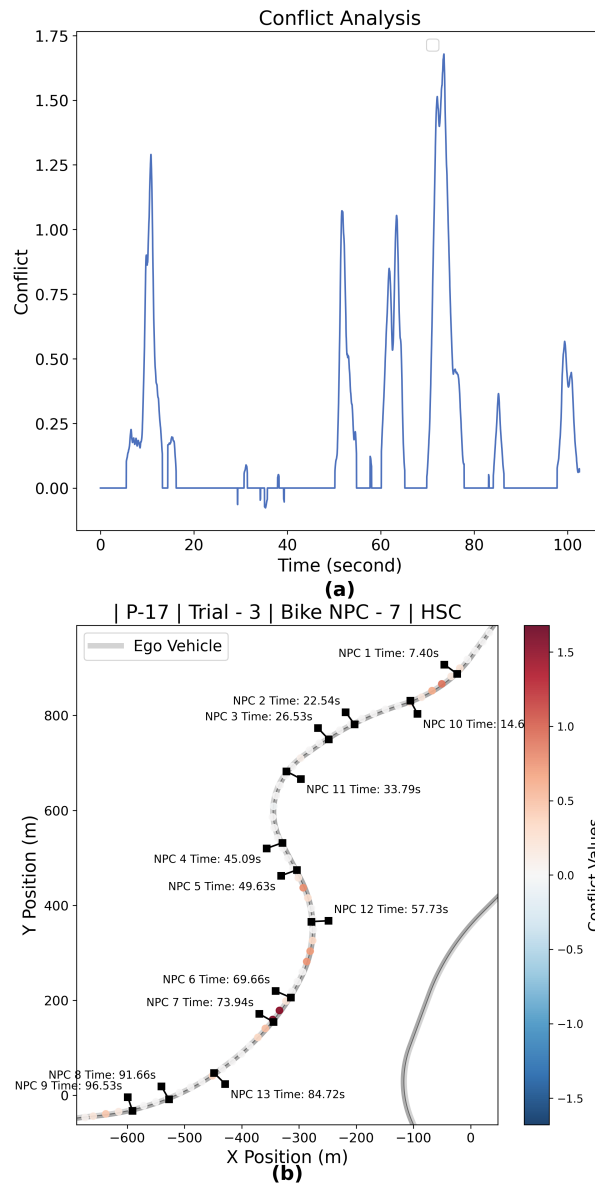 Conflict Analysis
1.75
1.50
1.25
1.00
0.75
0.50
0.25
0.00
Conflict
0 20 40 60 80 100
Time (second)
(a)
| P-17 | Trial - 3 | Bike NPC - 7 | HSC
Ego Vehicle
NPC 1 Time: 7.40s
NPC 2 Time: 22.54s
NPC 3 Time: 26.53s
NPC 10 Time: 14.6
NPC 11 Time: 33.79s
NPC 4 Time: 45.09s
NPC 5 Time: 49.63s
NPC 12 Time: 57.73s
NPC 6 Time: 69.66s
NPC 7 Time: 73.94s
NPC 8 Time: 91.66s
NPC 9 Time: 96.53s
NPC 13 Time: 84.72s
800
600
400
200
0
Y Position (m)
−600 −500 −400 −300 −200 −100 0
X Position (m)
1.5
1.0
0.5
0.0
−0.5
−1.0
−1.5
Conflict Values
(b)